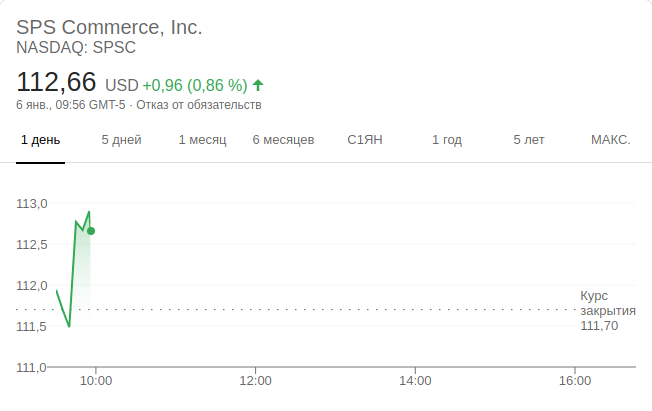 SPS Commerce, Inc.
NASDAQ: SPSC
112,66 USD +0,96 (0,86 %)
6 янв., 09:56 GMT-5 · Отказ от обязательств
1 день 5 дней 1 месяц 6 месяцев С1ЯН 1 год 5 лет МАКС.
113,0
112,5
112,0
Курс
закрытия
111,70
111,5
111,0
10:00 12:00 14:00 16:00